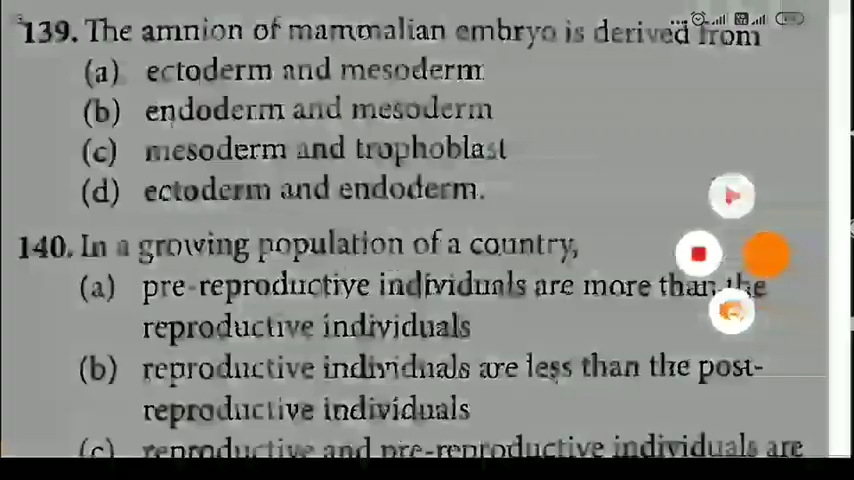 139. The amnion of mammalian embryo is derived from
(a) ectoderm and mesoderm
(b) endoderm and mesoderm
(c) mesoderm and trophoblast
(d) ectoderm and endoderm.
140. In a growing population of a country,
(a) pre-reproductive individuals are more than the
reproductive individuals
(b) reproductive individuals are less than the post-
reproductive individuals
(c) reproductive and pre-reproductive individuals are